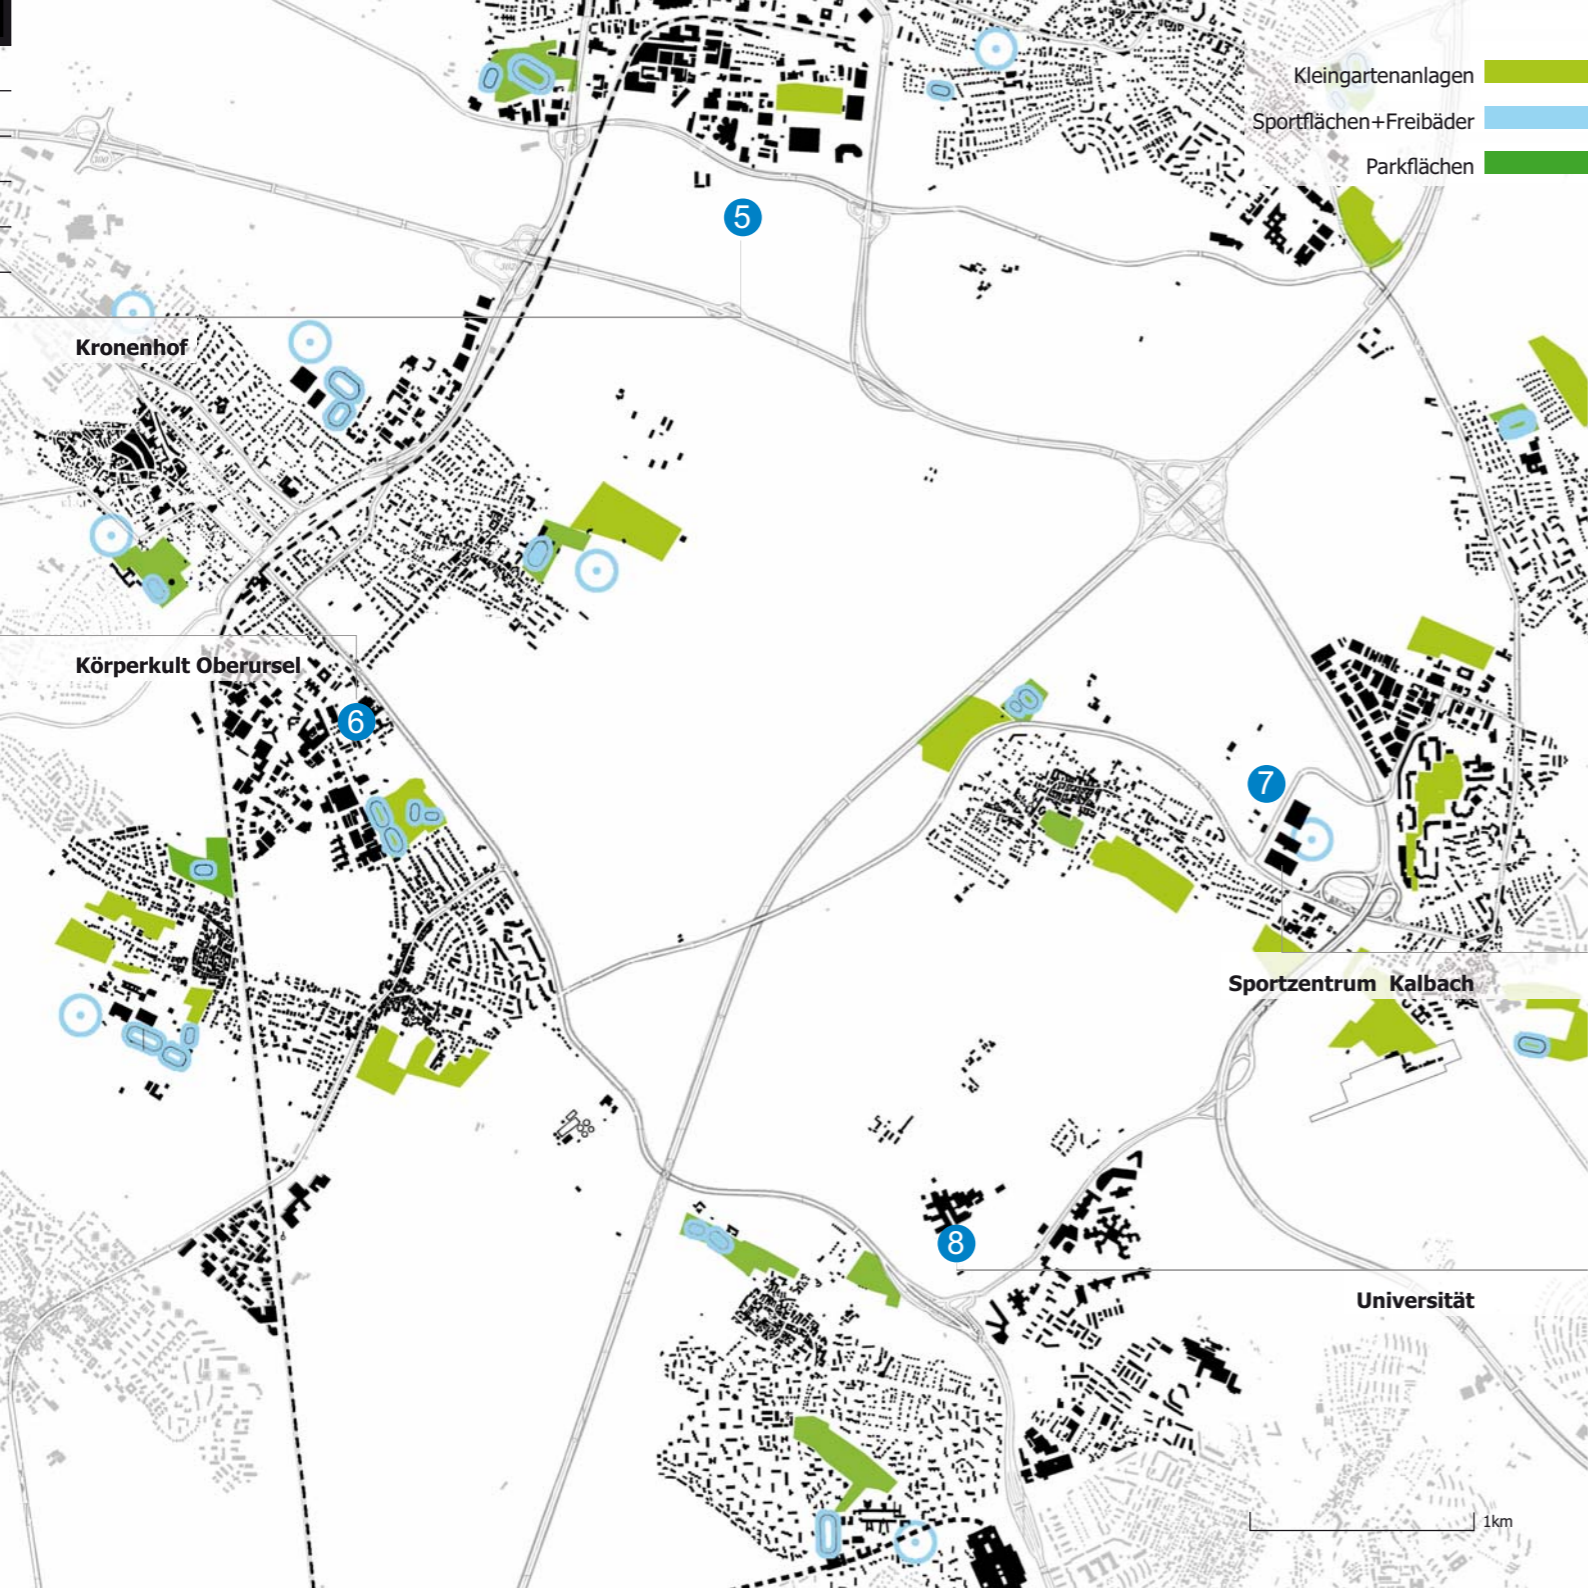 Kleingartenanlagen
Sportflächen+Freibäder
Parkflächen
5
Kronenhof
Körperkult Oberursel
6
7
Sportzentrum Kalbach
8
Universität
1km